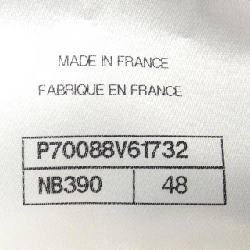 MADE IN FRANCE
FABRIQUE EN FRANCE
P70088V61732
NB390 48